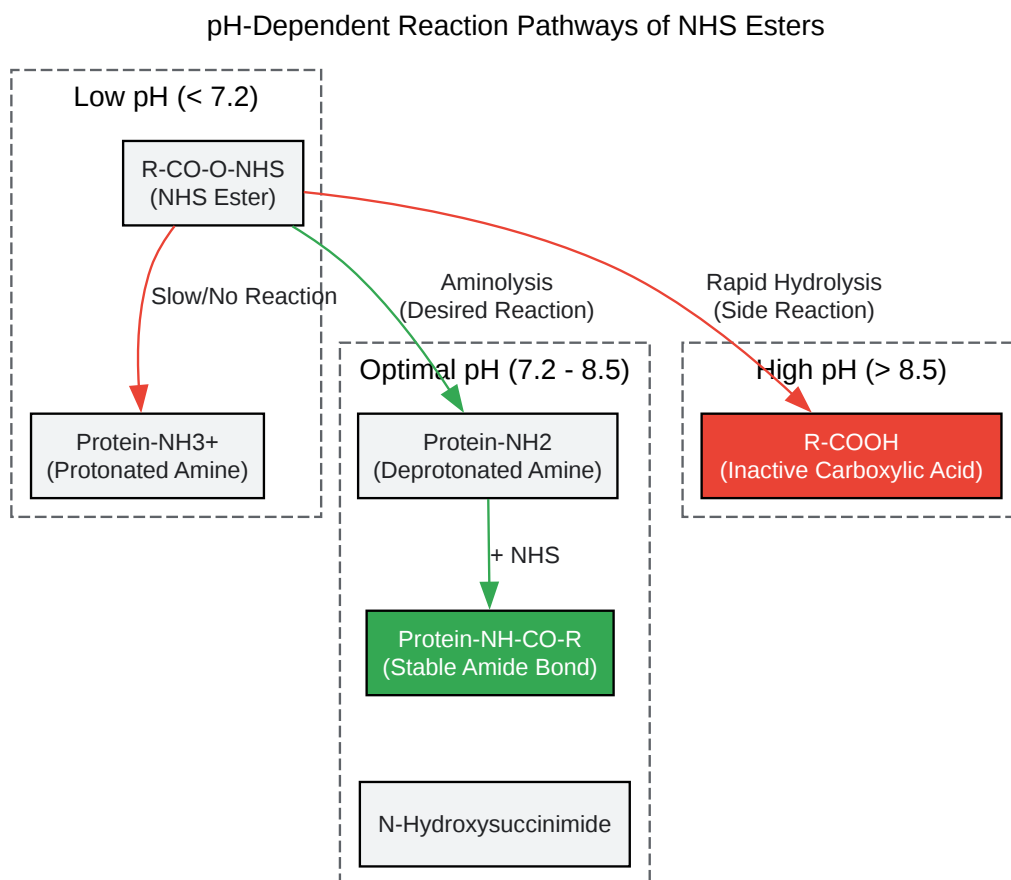 pH-Dependent Reaction Pathways of NHS Esters
Low pH (< 7.2)
R-CO-O-NHS
(NHS Ester)
Slow/No Reaction
Aminolysis
(Desired Reaction)
Rapid Hydrolysis
(Side Reaction)
Optimal pH (7.2 - 8.5)
High pH (> 8.5)
Protein-NH3+
(Protonated Amine)
Protein-NH2
(Deprotonated Amine)
R-COOH
(Inactive Carboxylic Acid)
+ NHS
Protein-NH-CO-R
(Stable Amide Bond)
N-Hydroxysuccinimide